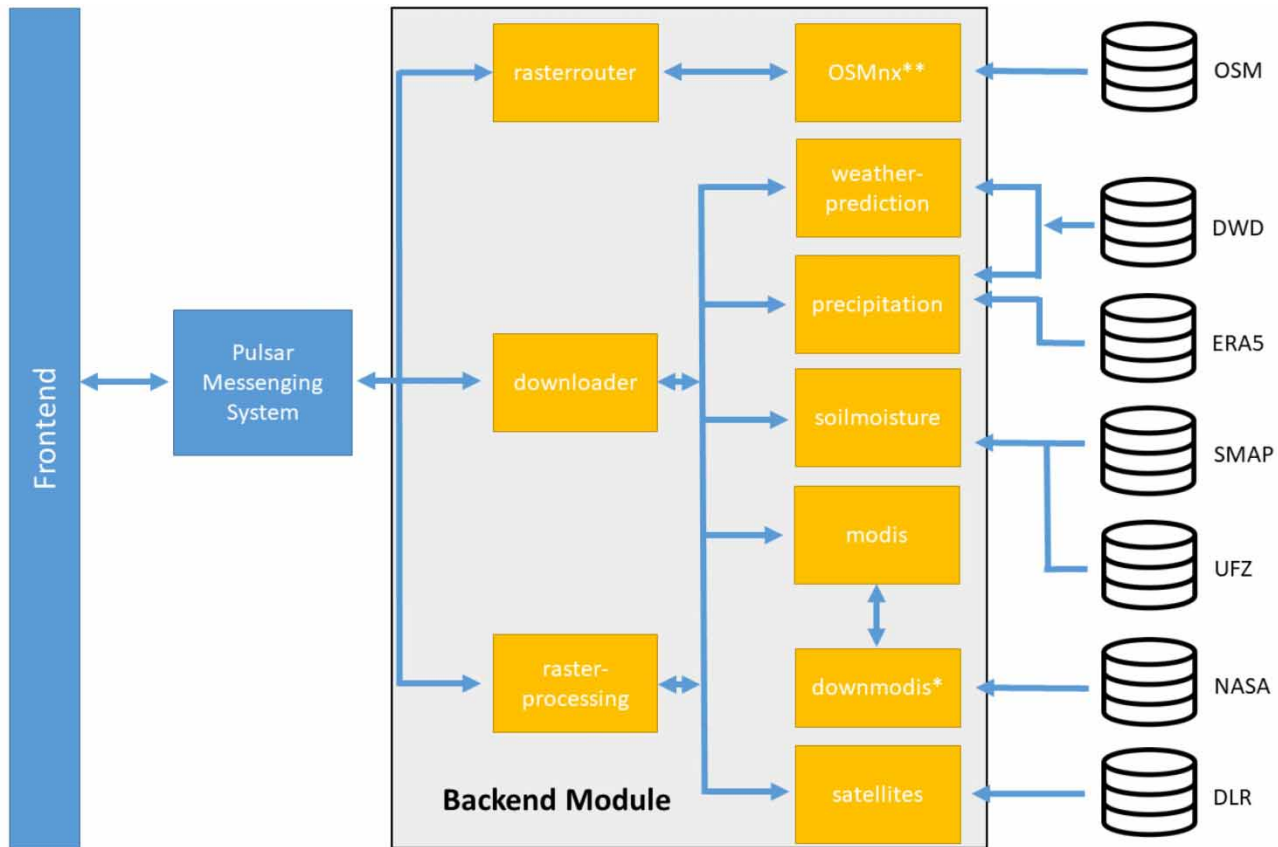 Frontend
Pulsar
Messenging
System
rasterrouter
downloader
raster-
processing
OSMnx**
weather-
prediction
precipitation
soilmoisture
modis
downmodis*
satellites
Backend Module
OSM
DWD
ERA5
SMAP
UFZ
NASA
DLR